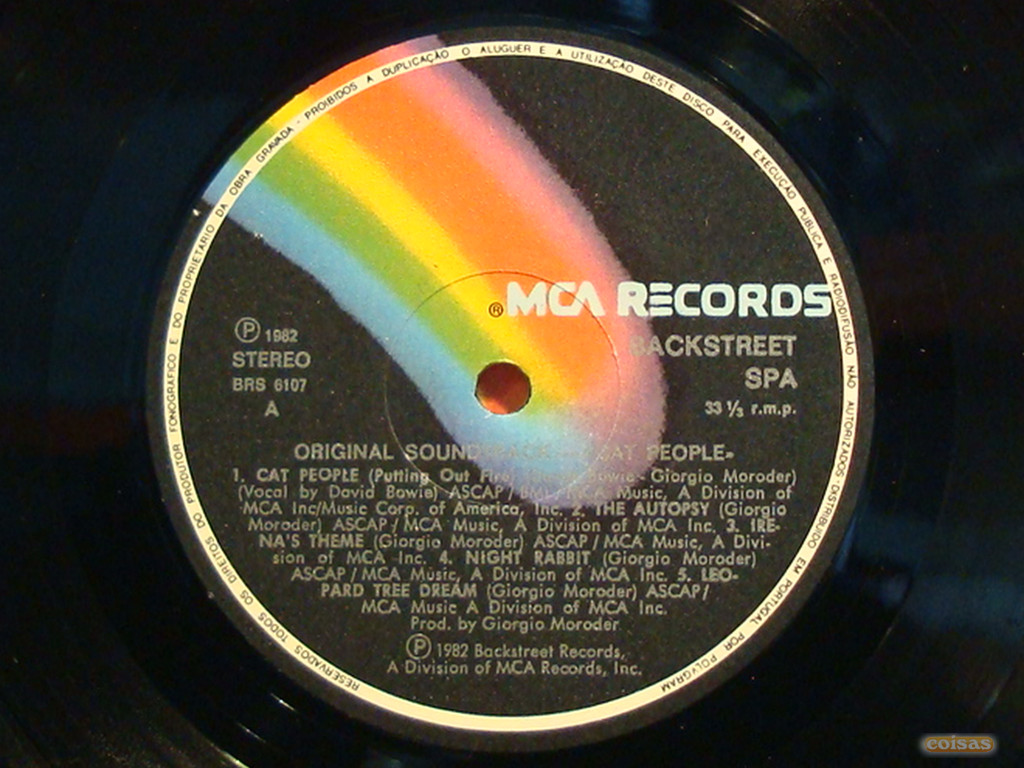 RESERVADOS TODOS OS DIREITOS DO PRODUTOR FONOGRÁFICO E DO PROPRIETÁRIO DA OBRA GRAVADA - PROIBIDOS A DUPLICAÇÃO O ALUGUER E A UTILIZAÇÃO DESTE DISCO PARA EXECUÇÃO PUBLICA E RADIODIFUSÃO NÃO AUTORIZADOS · DISTRIBUIDO EM PORTUGAL POR POLYGRAM
® MCA RECORDS
BACKSTREET
SPA
33 ⅓ r.m.p.
Ⓟ 1982
STEREO
BRS 6107
A
ORIGINAL SOUNDTRACK CAT PEOPLE»
1. CAT PEOPLE (Putting Out Fire) Bowie - Giorgio Moroder)
(Vocal by David Bowie) ASCAP/BMI/MCA Music, A Division of
MCA Inc/Music Corp. of America, Inc. 2. THE AUTOPSY (Giorgio
Moroder) ASCAP/MCA Music, A Division of MCA Inc. 3. IRE-
NA'S THEME (Giorgio Moroder) ASCAP/MCA Music, A Divi-
sion of MCA Inc. 4. NIGHT RABBIT (Giorgio Moroder)
ASCAP/MCA Music, A Division of MCA Inc. 5. LEO-
PARD TREE DREAM (Giorgio Moroder) ASCAP/
MCA Music A Division of MCA Inc.
Prod. by Giorgio Moroder
Ⓟ 1982 Backstreet Records,
A Division of MCA Records, Inc.
coisas